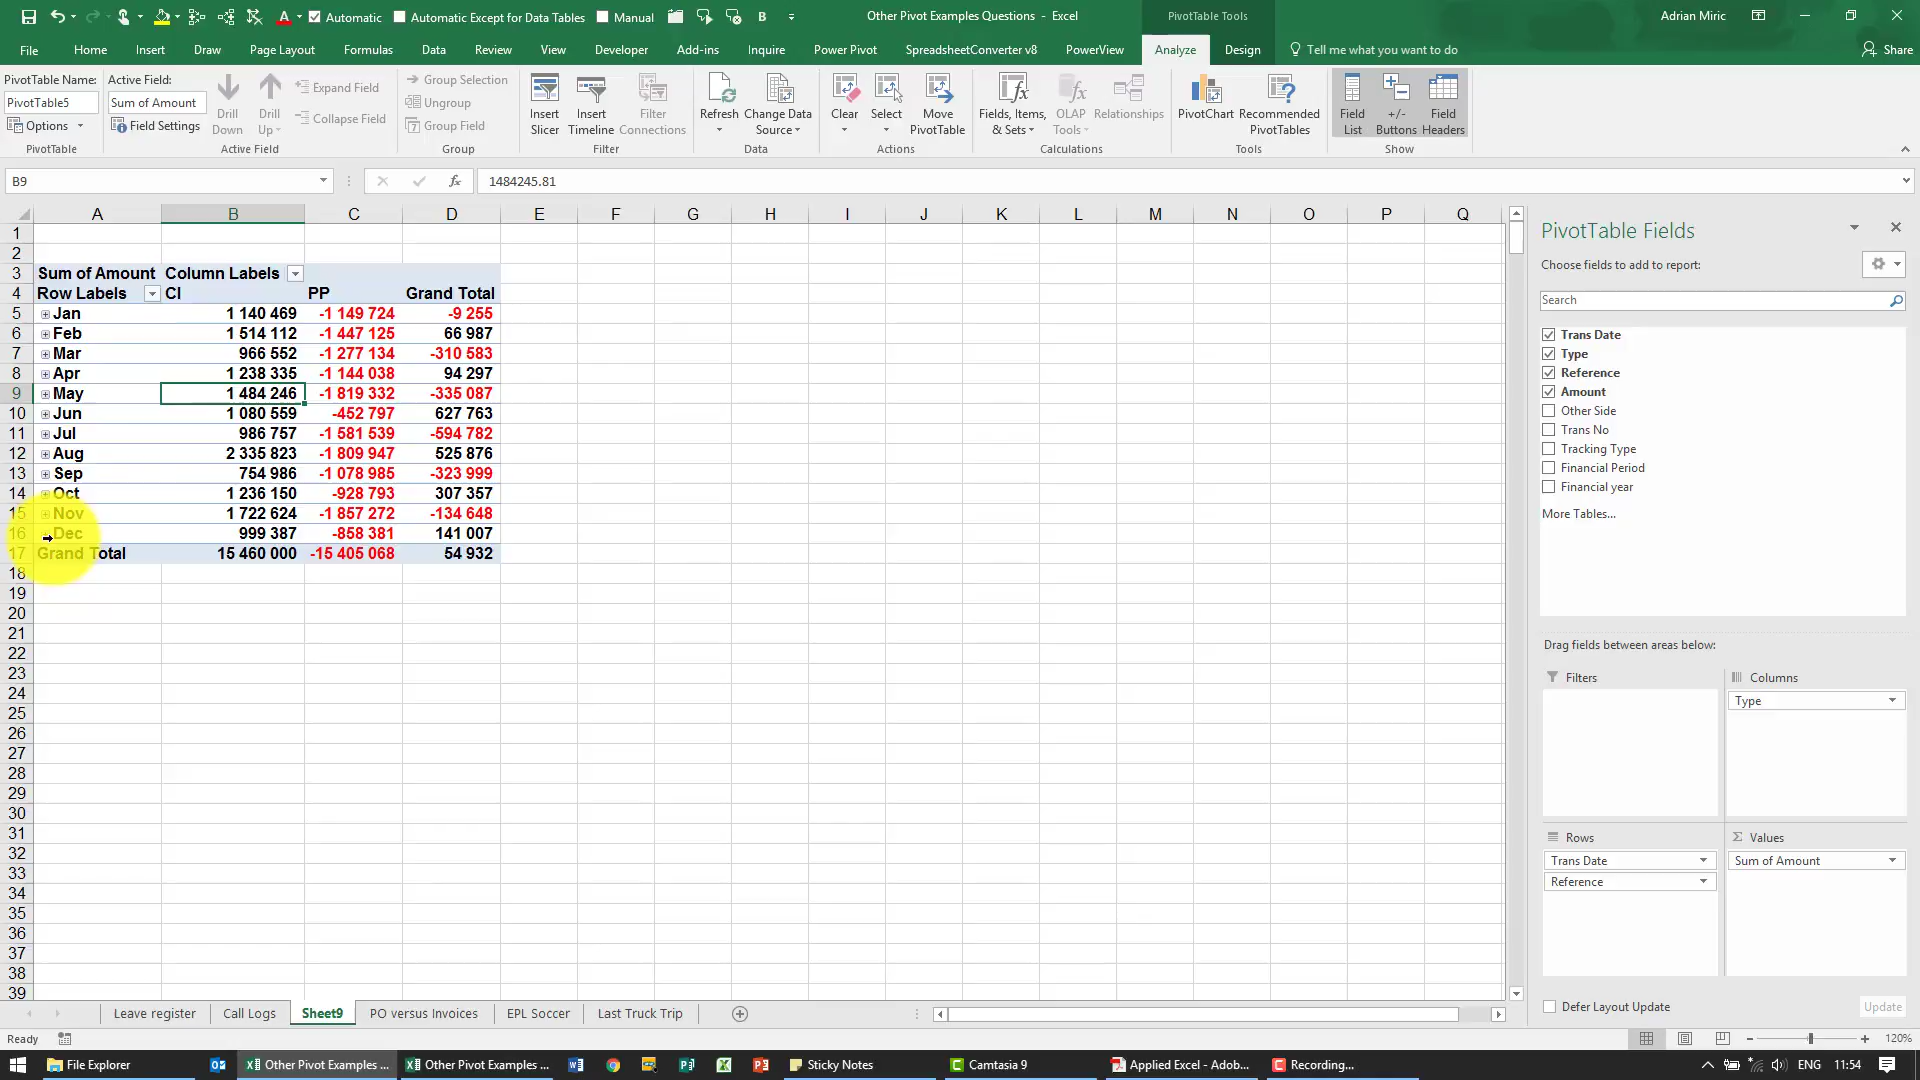 Automatic Automatic Except for Data Tables Manual Other Pivot Examples Questions - Excel PivotTable Tools Adrian Miric
File Home Insert Draw Page Layout Formulas Data Review View Developer Add-ins Inquire Power Pivot SpreadsheetConverter v8 PowerView Analyze Design Tell me what you want to do Share
PivotTable Name:
PivotTable5
Options
PivotTable
Active Field:
Sum of Amount
Field Settings
Drill Down
Drill Up
Expand Field
Collapse Field
Active Field
Group Selection
Ungroup
Group Field
Group
Insert Slicer
Insert Timeline
Filter Connections
Filter
Refresh
Change Data Source
Data
Clear
Select
Move PivotTable
Actions
Fields, Items, & Sets
OLAP Tools
Relationships
Calculations
PivotChart
Recommended PivotTables
Tools
Field List
+/- Buttons
Field Headers
Show
B9 fx 1484245.81
A B C D E F G H I J K L M N O P Q
1
2
3 Sum of Amount Column Labels
4 Row Labels CI PP Grand Total
5 Jan 1 140 469 -1 149 724 -9 255
6 Feb 1 514 112 -1 447 125 66 987
7 Mar 966 552 -1 277 134 -310 583
8 Apr 1 238 335 -1 144 038 94 297
9 May 1 484 246 -1 819 332 -335 087
10 Jun 1 080 559 -452 797 627 763
11 Jul 986 757 -1 581 539 -594 782
12 Aug 2 335 823 -1 809 947 525 876
13 Sep 754 986 -1 078 985 -323 999
14 Oct 1 236 150 -928 793 307 357
15 Nov 1 722 624 -1 857 272 -134 648
16 Dec 999 387 -858 381 141 007
17 Grand Total 15 460 000 -15 405 068 54 932
18
19
20
21
22
23
24
25
26
27
28
29
30
31
32
33
34
35
36
37
38
39
PivotTable Fields
Choose fields to add to report:
Search
Trans Date
Type
Reference
Amount
Other Side
Trans No
Tracking Type
Financial Period
Financial year
More Tables...
Drag fields between areas below:
Filters Columns
Type
Rows Values
Trans Date Sum of Amount
Reference
Defer Layout Update Update
Leave register Call Logs Sheet9 PO versus Invoices EPL Soccer Last Truck Trip
Ready 120%
File Explorer Other Pivot Examples ... Other Pivot Examples ... Sticky Notes Camtasia 9 Applied Excel - Adob... Recording... ENG 11:54